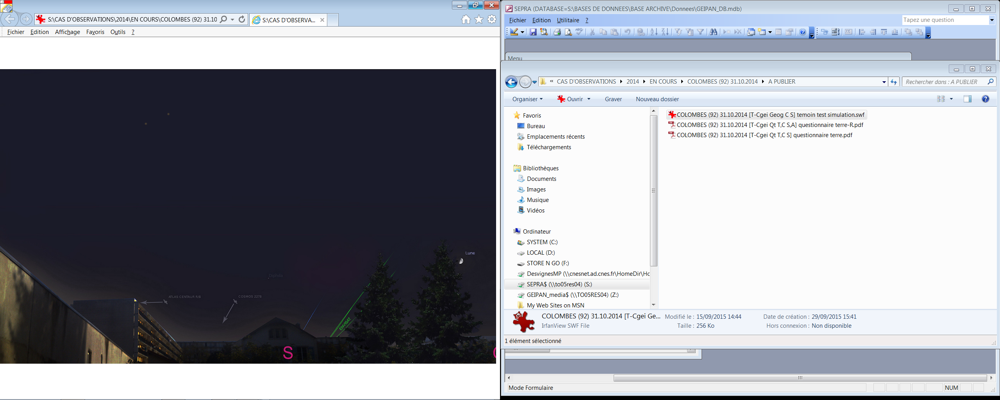 S:\CAS D'OBSERVATIONS\2014\EN COURS\COLOMBES (92) 31.10
S:\CAS D'OBSERVA...
Fichier Edition Affichage Favoris Outils ?
Lune
Diphda
ATLAS CENTAUR R/B
COSMOS 2278
ENVISAT
S
SEPRA (DATABASE=S:\BASES DE DONNEES\BASE ARCHIVE\Donnees\GEIPAN_DB.mdb)
Fichier Edition Utilitaire ?
Tapez une question
Menu
« CAS D'OBSERVATIONS 2014 EN COURS COLOMBES (92) 31.10.2014 A PUBLIER
Rechercher dans : A PUBLIER
Organiser Ouvrir Graver Nouveau dossier
Favoris
Bureau
Emplacements récents
Téléchargements
Bibliothèques
Documents
Images
Musique
Vidéos
Ordinateur
SYSTEM (C:)
LOCAL (D:)
STORE N GO (F:)
DesvignesMP (\\cnesnet.ad.cnes.fr\HomeDir\Hc
SEPRA$ (\\to05res04) (S:)
GEIPAN_media$ (\\TO05RES04) (Z:)
My Web Sites on MSN
COLOMBES (92) 31.10.2014 [T-Cgei Geog C S] temoin test simulation.swf
COLOMBES (92) 31.10.2014 [T-Cgei Qt T,C S,A] questionnaire terre-R.pdf
COLOMBES (92) 31.10.2014 [T-Cgei Qt T,C S] questionnaire terre.pdf
COLOMBES (92) 31.10.2014 [T-Cgei Ge... Modifié le : 15/09/2015 14:44 Date de création : 29/09/2015 15:41
IrfanView SWF File Taille : 256 Ko Hors connexion : Non disponible
1 élément sélectionné
Mode Formulaire
NUM